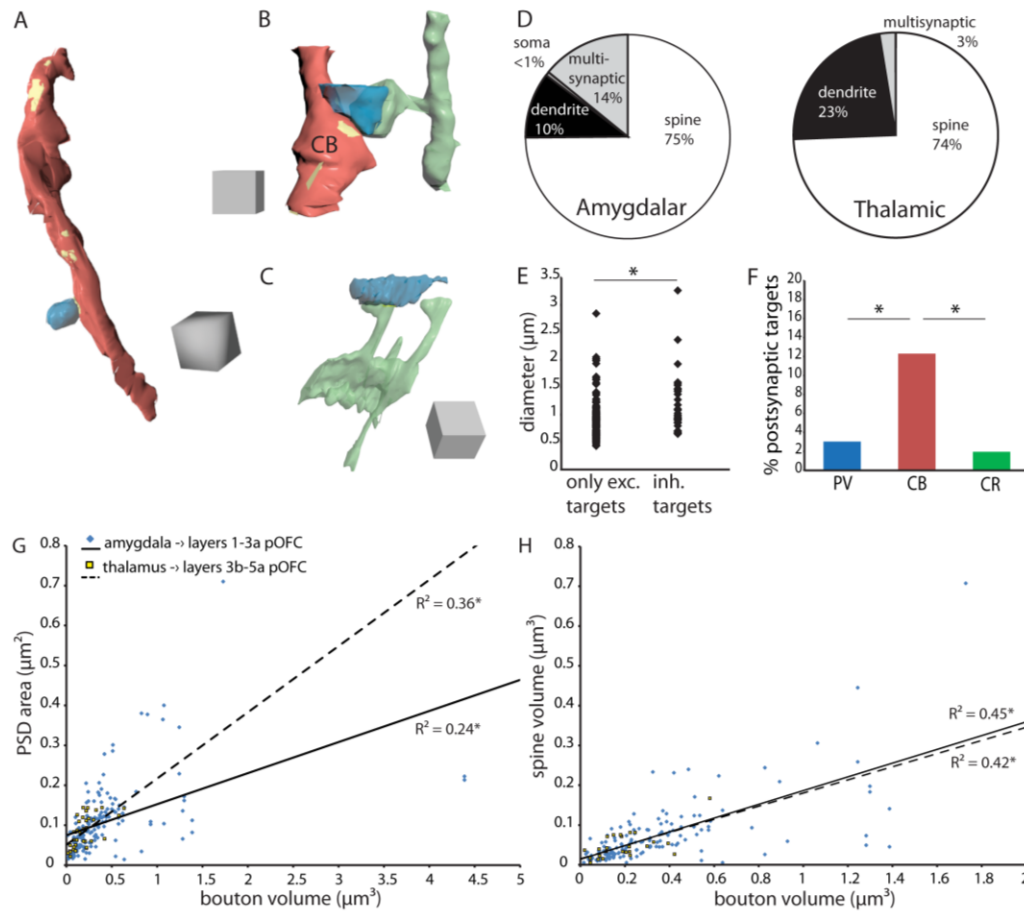 A
B
CB
C
D
soma
<1%
multi-
synaptic
14%
dendrite
10%
spine
75%
Amygdalar
multisynaptic
3%
dendrite
23%
spine
74%
Thalamic
E
3.5
3
2.5
2
1.5
1
0.5
0
diameter (µm)
*
only exc.
targets
inh.
targets
F
20
18
16
14
12
10
8
6
4
2
0
% postsynaptic targets
*
*
PV
CB
CR
G
amygdala -› layers 1-3a pOFC
thalamus -› layers 3b-5a pOFC
0.8
0.7
0.6
0.5
0.4
0.3
0.2
0.1
0
PSD area (µm²)
R² = 0.36*
R² = 0.24*
0 0.5 1 1.5 2 2.5 3 3.5 4 4.5 5
bouton volume (µm³)
H
0.8
0.7
0.6
0.5
0.4
0.3
0.2
0.1
0
spine volume (µm³)
R² = 0.45*
R² = 0.42*
0 0.2 0.4 0.6 0.8 1 1.2 1.4 1.6 1.8 2
bouton volume (µm³)